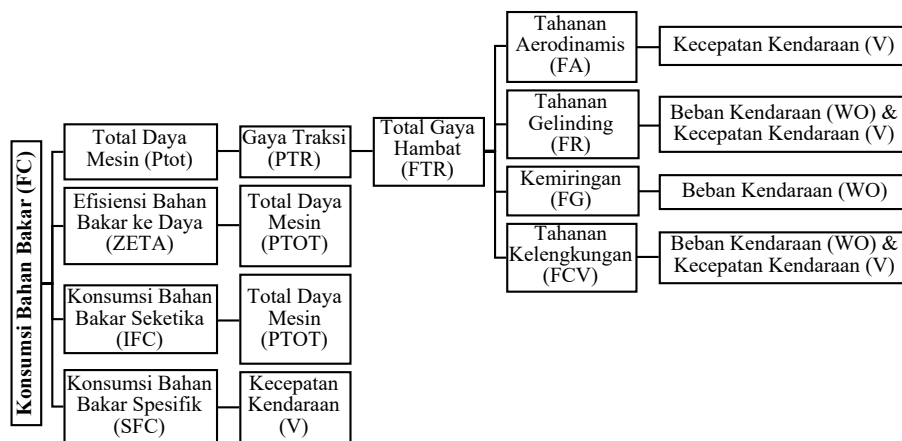 Konsumsi Bahan Bakar (FC)
Total Daya
Mesin (Ptot)
Gaya Traksi
(PTR)
Total Gaya
Hambat
(FTR)
Tahanan
Aerodinamis
(FA)
Kecepatan Kendaraan (V)
Tahanan
Gelinding
(FR)
Beban Kendaraan (WO) &
Kecepatan Kendaraan (V)
Kemiringan
(FG)
Beban Kendaraan (WO)
Tahanan
Kelengkungan
(FCV)
Beban Kendaraan (WO) &
Kecepatan Kendaraan (V)
Efisiensi Bahan
Bakar ke Daya
(ZETA)
Total Daya
Mesin
(PTOT)
Konsumsi Bahan
Bakar Seketika
(IFC)
Total Daya
Mesin
(PTOT)
Konsumsi Bahan
Bakar Spesifik
(SFC)
Kecepatan
Kendaraan
(V)